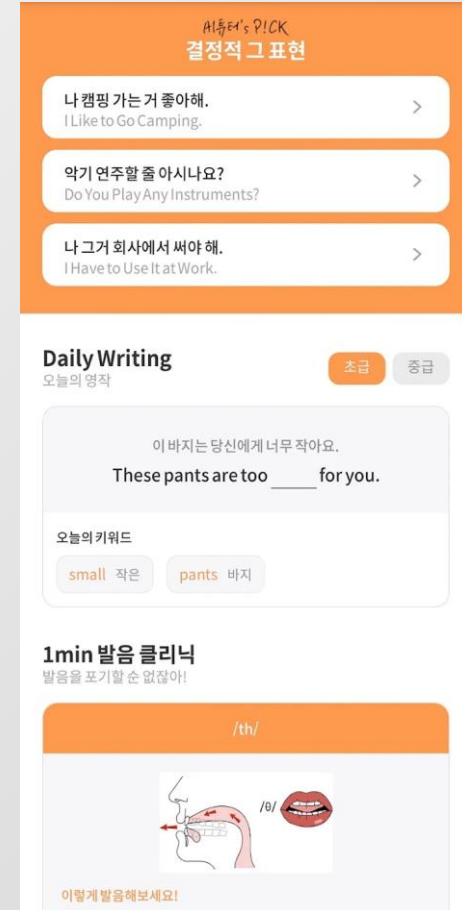 AI튜터's P!CK
결정적 그 표현
나 캠핑 가는 거 좋아해.
I Like to Go Camping.
악기 연주할 줄 아시나요?
Do You Play Any Instruments?
나 그거 회사에서 써야 해.
I Have to Use It at Work.
Daily Writing
초급 중급
오늘의 영작
이 바지는 당신에게 너무 작아요.
These pants are too _____ for you.
오늘의 키워드
small 작은 pants 바지
1min 발음 클리닉
발음을 포기할 순 없잖아!
/th/
/θ/
이렇게 발음해보세요!